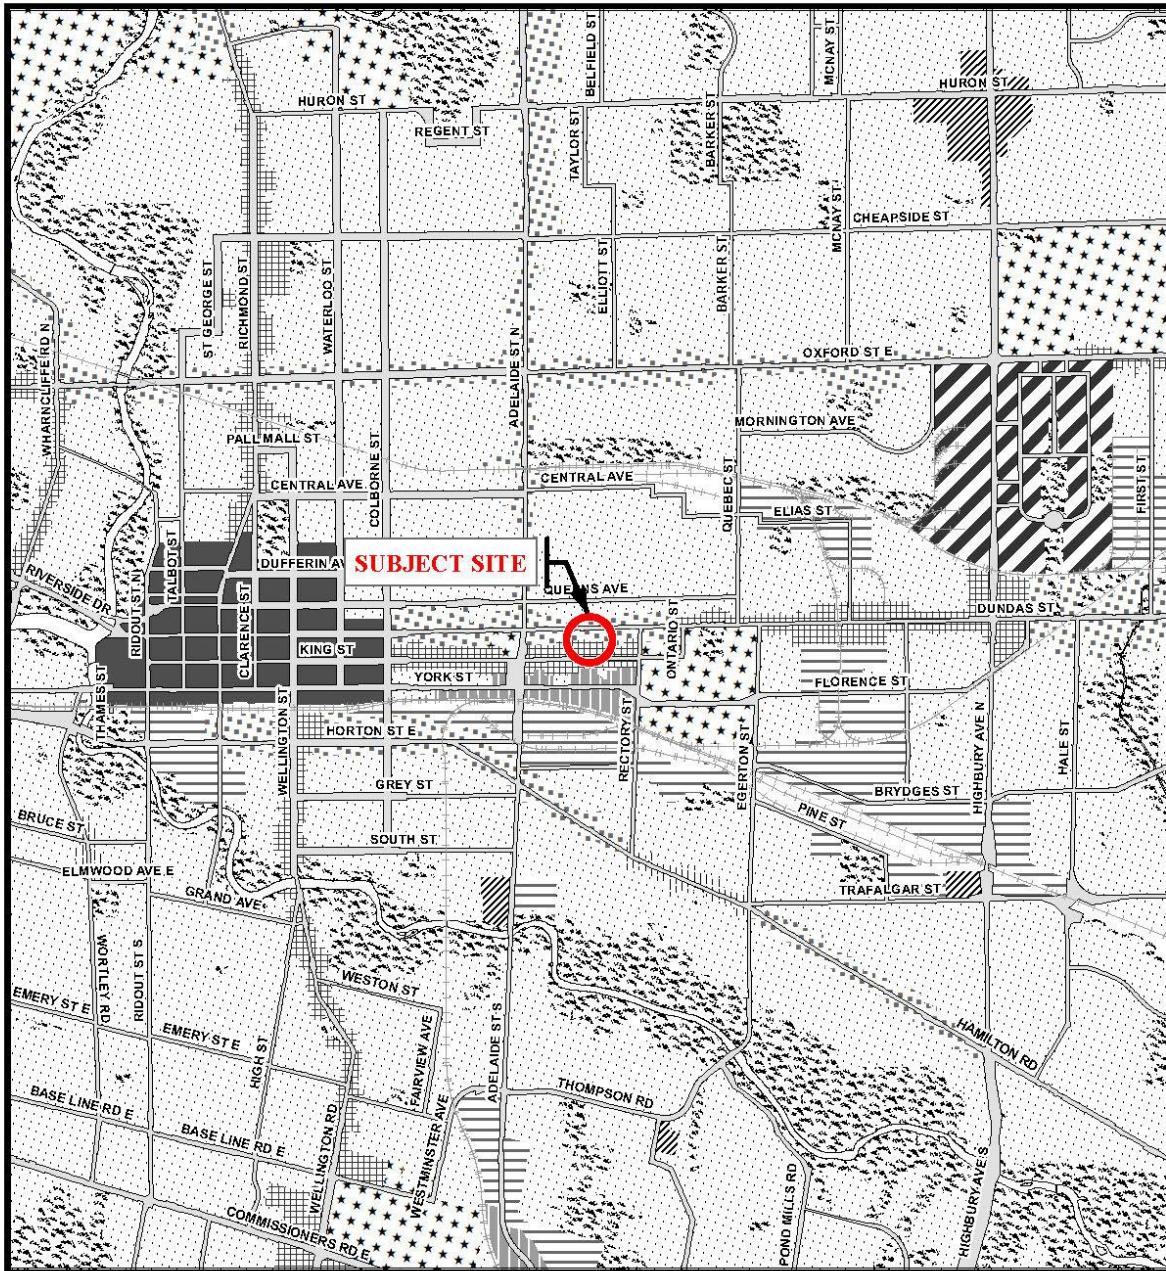 BELFIELD ST
MCNAY ST
HURON ST
HURON ST
REGENT ST
TAYLOR ST
BARKER ST
MCNAY ST
CHEAPSIDE ST
ST GEORGE ST
RICHMOND ST
WATERLOO ST
ELLIOTT ST
BARKER ST
WHARNCLIFFE RD N
ADELAIDE ST N
OXFORD ST E
PALL MALL ST
COLBORNE ST
MORNINGTON AVE
CENTRAL AVE
CENTRAL AVE
QUEBEC ST
ELIAS ST
FIRST ST
TALBOT ST
DUFFERIN AV
SUBJECT SITE
RIVERSIDE DR
RIDOUT ST N
CLARENCE ST
QUEENS AVE
ONTARIO ST
DUNDAS ST
KING ST
THAMES ST
YORK ST
FLORENCE ST
WELLINGTON ST
HORTON ST E
RECTORY ST
EGERTON ST
HIGHBURY AVE N
HALE ST
GREY ST
BRYDGES ST
PINE ST
BRUCE ST
SOUTH ST
ELMWOOD AVE E
GRAND AVE
TRAFALGAR ST
WORTLEY RD
RIDOUT ST S
WESTON ST
EMERY ST E
EMERY ST E
HIGH ST
FAIRVIEW AVE
ADELAIDE ST S
HAMILTON RD
THOMPSON RD
BASE LINE RD E
BASE LINE RD E
WELLINGTON RD
WESTMINSTER AVE
POND MILLS RD
HIGHBURY AVE S
COMMISSIONERS RD E